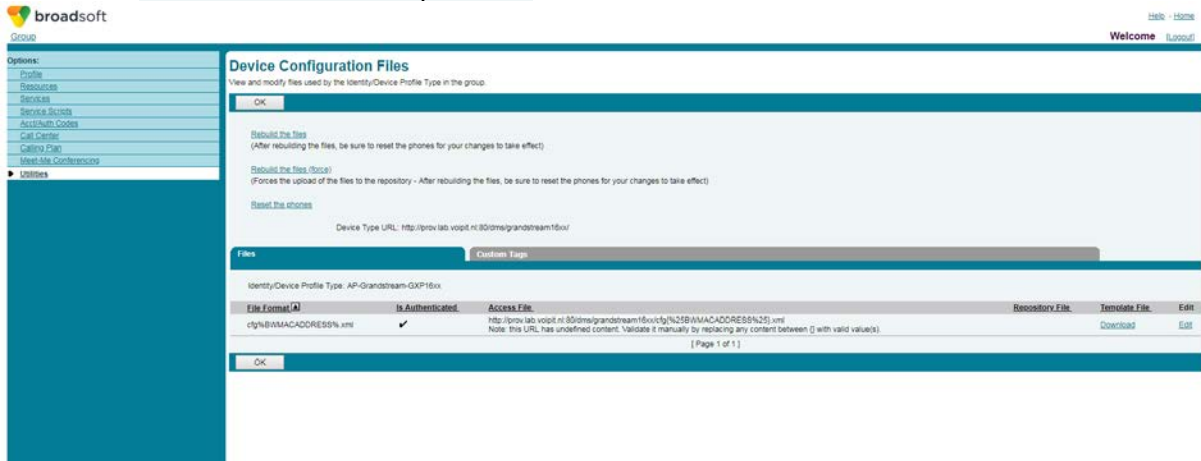 broadsoft
Help - Home
Group
Welcome [Logout]
Options:
Profile
Resources
Services
Service Scripts
Acct/Auth Codes
Call Center
Calling Plan
Meet-Me Conferencing
Utilities
Device Configuration Files
View and modify files used by the Identity/Device Profile Type in the group.
OK
Rebuild the files
(After rebuilding the files, be sure to reset the phones for your changes to take effect)
Rebuild the files (force)
(Forces the upload of the files to the repository - After rebuilding the files, be sure to reset the phones for your changes to take effect)
Reset the phones
Device Type URL: http://prov.lab.voipit.nl:80/dms/grandstream16xx/
Files Custom Tags
Identity/Device Profile Type: AP-Grandstream-GXP16xx
File Format Is Authenticated Access File Repository File Template File Edit
cfg%BWMACADDRESS%.xml ✔ http://prov.lab.voipit.nl:80/dms/grandstream16xx/cfg{%25BWMACADDRESS%25}.xml Download Edit
Note: this URL has undefined content. Validate it manually by replacing any content between {} with valid value(s).
[ Page 1 of 1 ]
OK